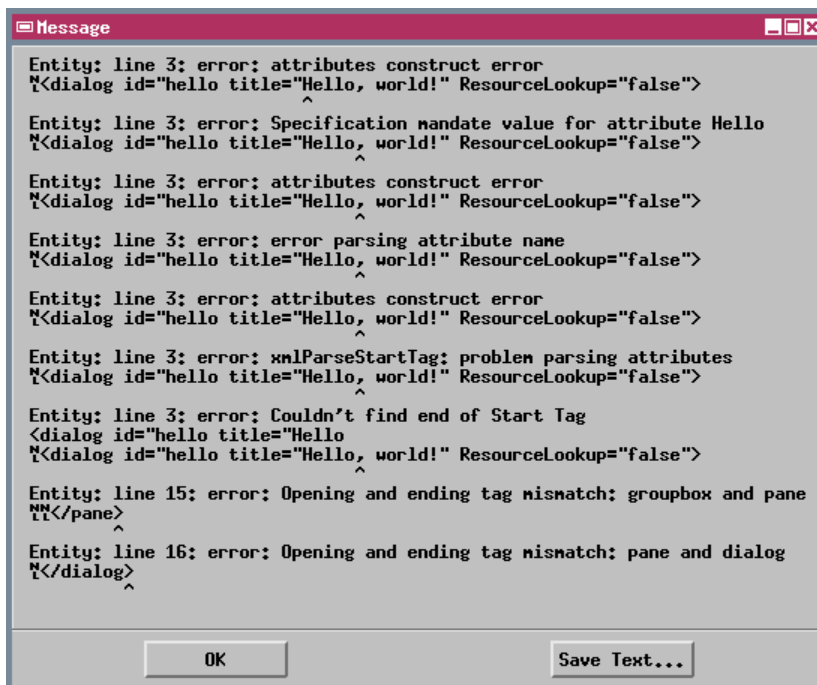 Message
Entity: line 3: error: attributes construct error
␤<dialog id="hello title="Hello, world!" ResourceLookup="false">
^
Entity: line 3: error: Specification mandate value for attribute Hello
␤<dialog id="hello title="Hello, world!" ResourceLookup="false">
^
Entity: line 3: error: attributes construct error
␤<dialog id="hello title="Hello, world!" ResourceLookup="false">
^
Entity: line 3: error: error parsing attribute name
␤<dialog id="hello title="Hello, world!" ResourceLookup="false">
^
Entity: line 3: error: attributes construct error
␤<dialog id="hello title="Hello, world!" ResourceLookup="false">
^
Entity: line 3: error: xmlParseStartTag: problem parsing attributes
␤<dialog id="hello title="Hello, world!" ResourceLookup="false">
^
Entity: line 3: error: Couldn't find end of Start Tag
<dialog id="hello title="Hello
␤<dialog id="hello title="Hello, world!" ResourceLookup="false">
^
Entity: line 15: error: Opening and ending tag mismatch: groupbox and pane
␤␤</pane>
^
Entity: line 16: error: Opening and ending tag mismatch: pane and dialog
␤</dialog>
^
OK
Save Text...